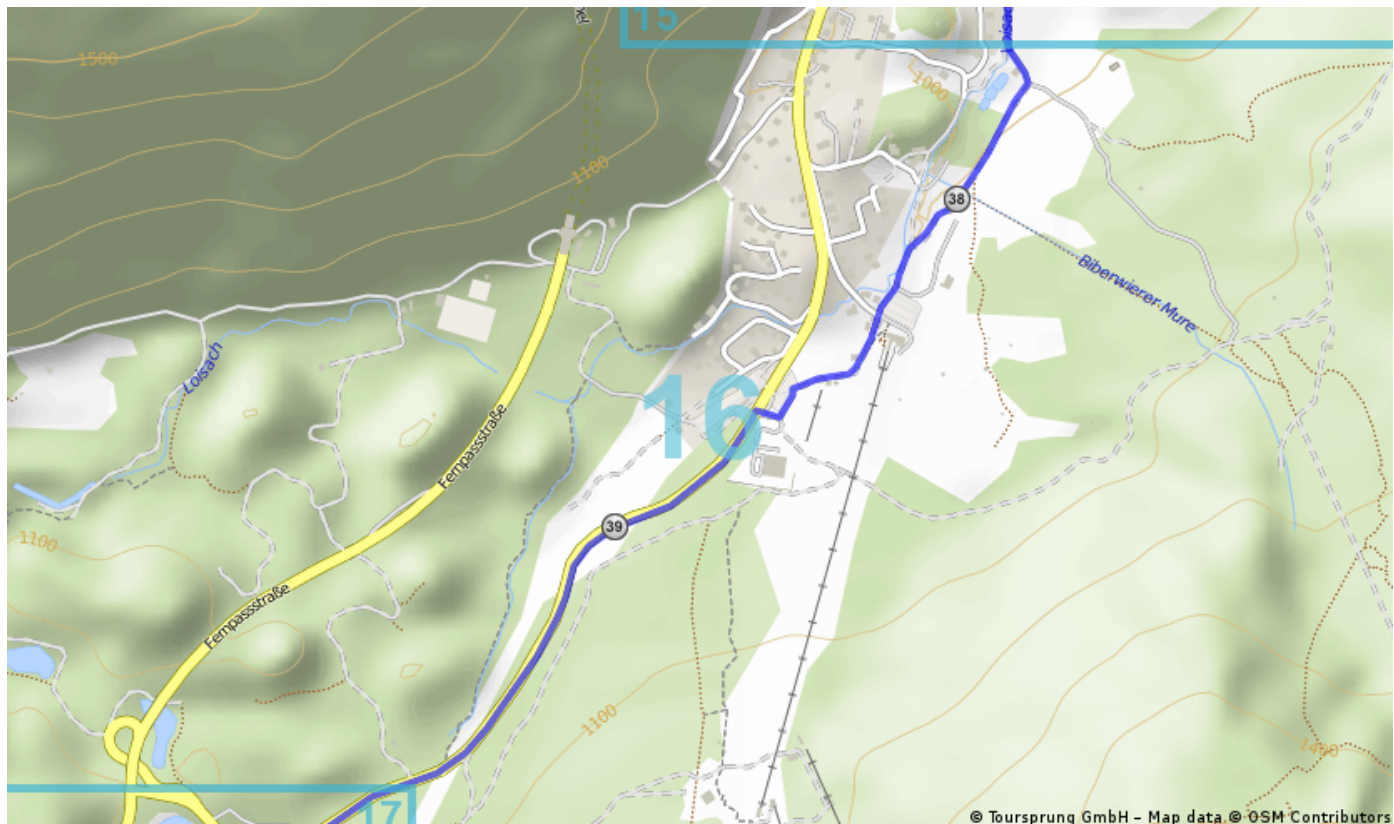 15
1500
1000
1100
38
Biberwierer Mure
Loisach
16
Fernpassstraße
39
1100
Fernpassstraße
1100
1400
17
© Toursprung GmbH – Map data © OSM Contributors